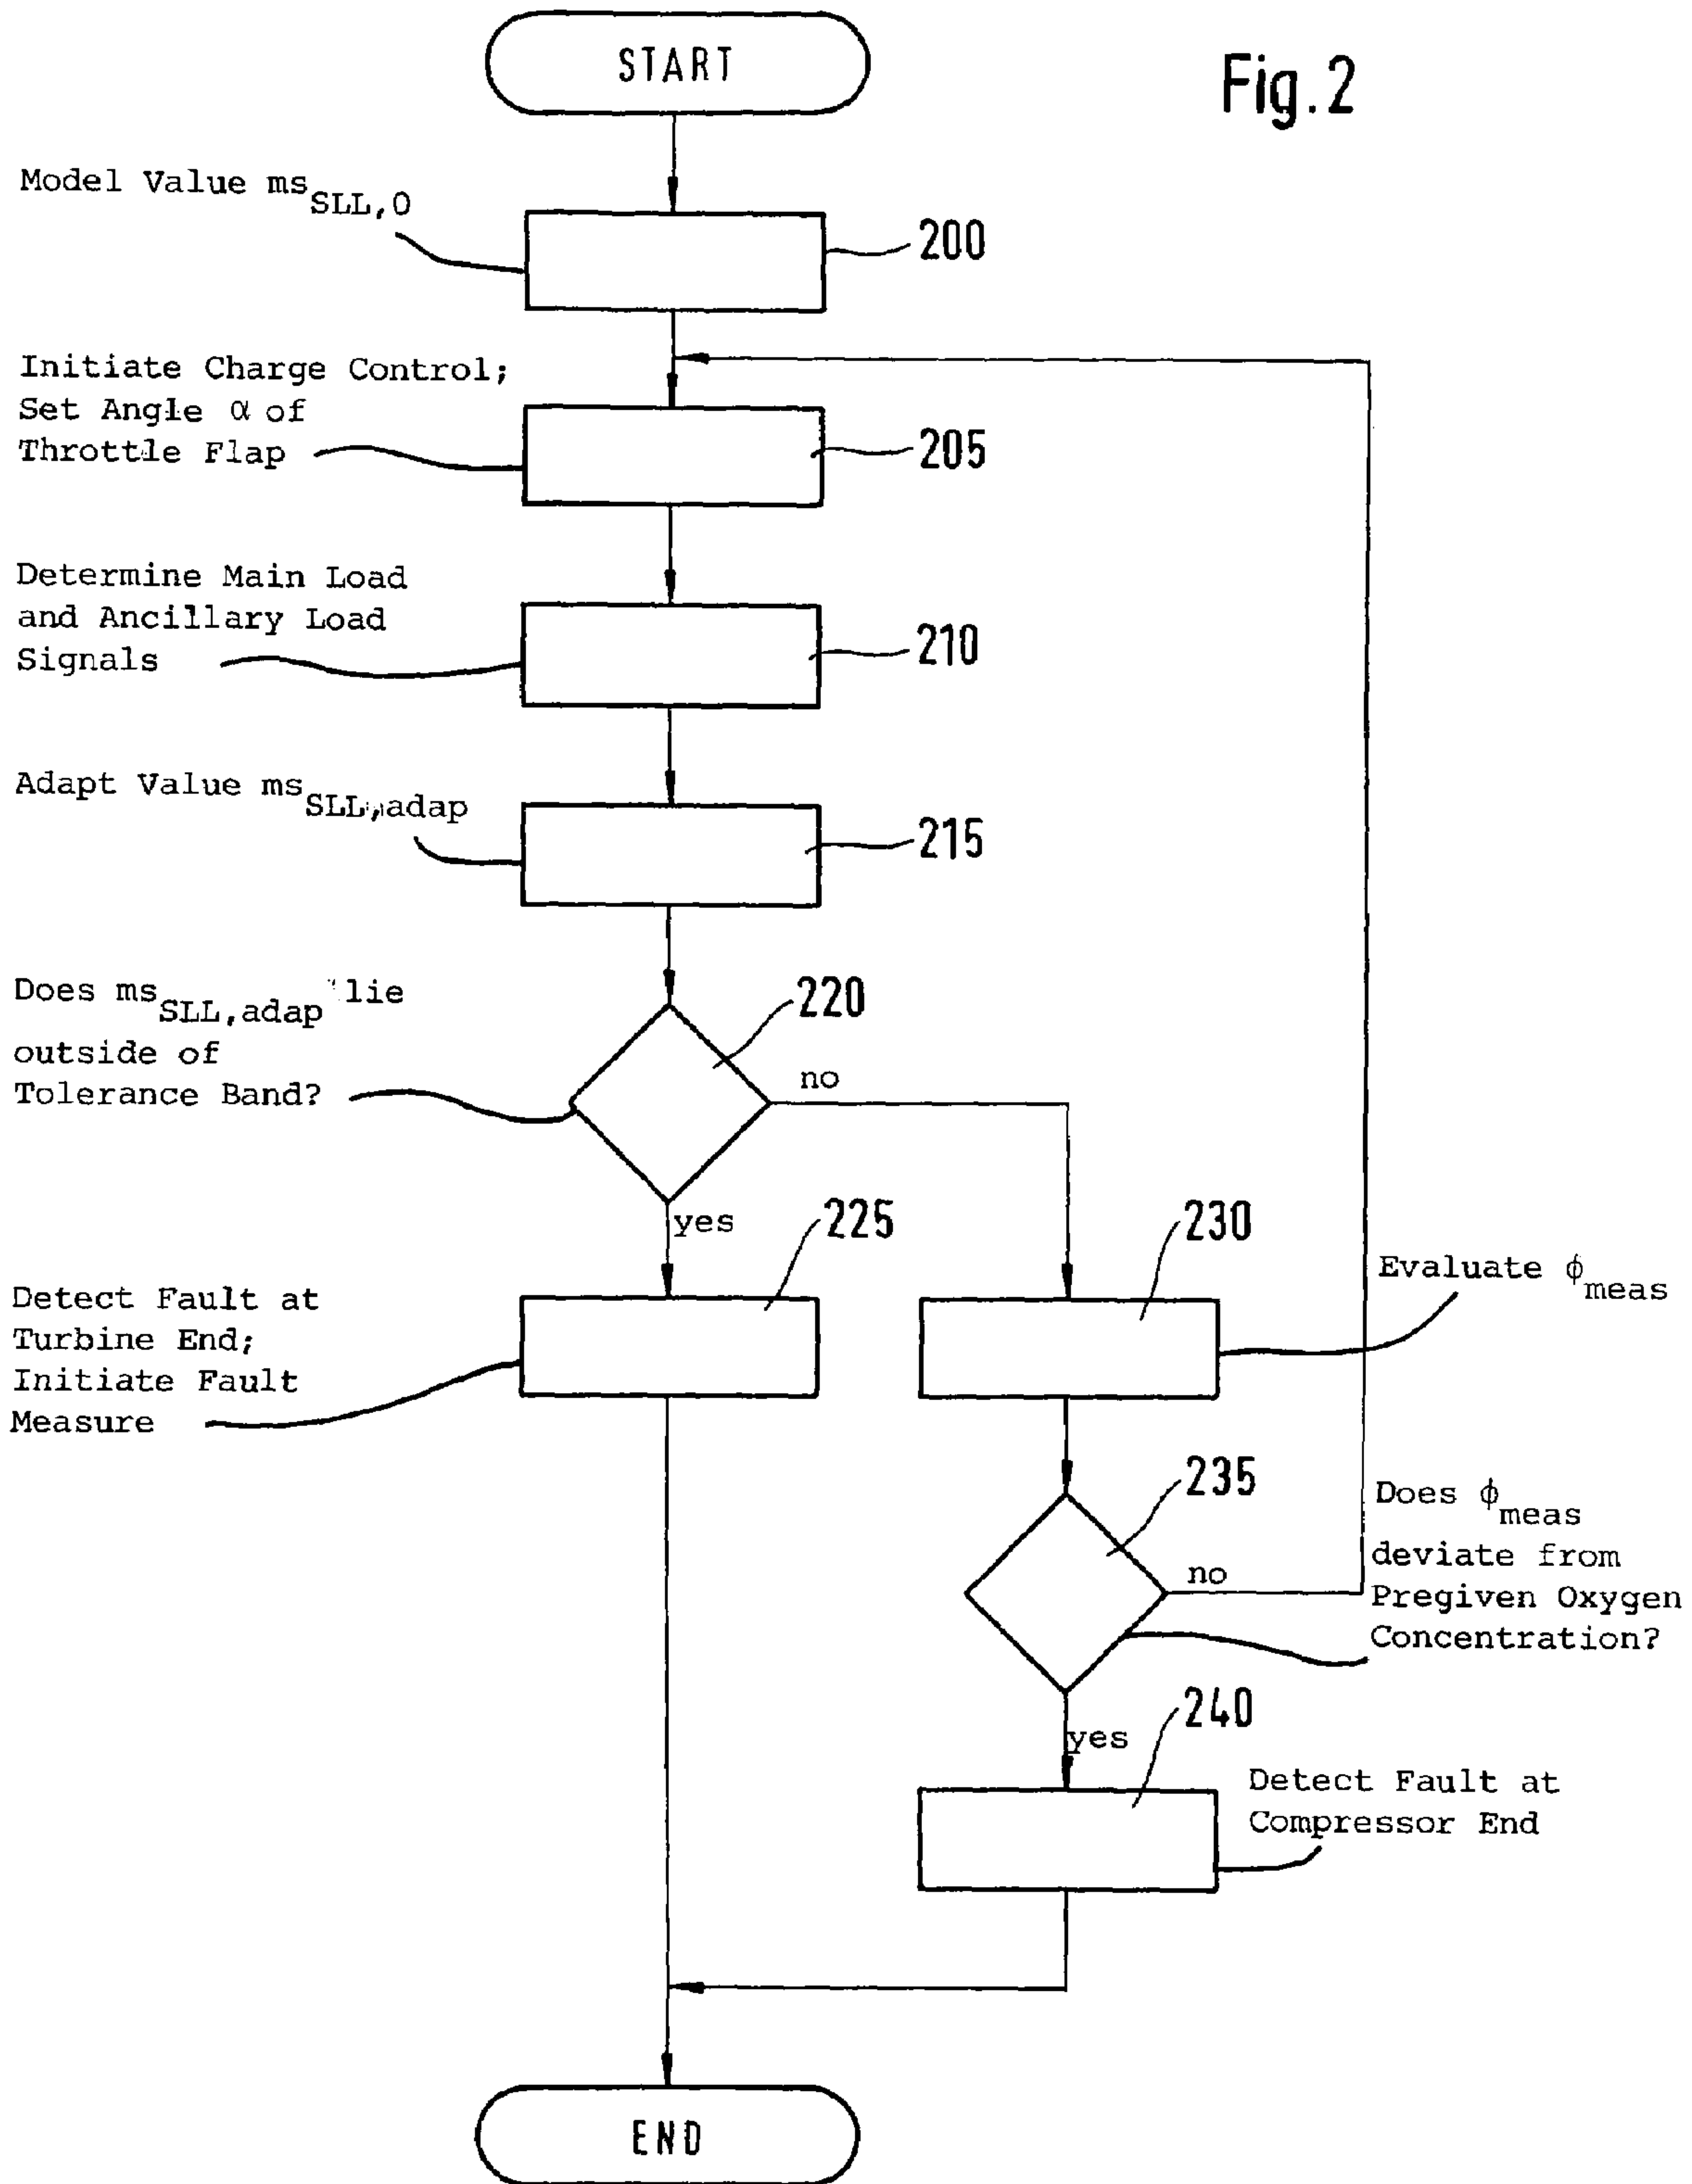 START
Fig.2
Model Value ms SLL,0
200
Initiate Charge Control;
Set Angle α of
Throttle Flap
205
Determine Main Load
and Ancillary Load
Signals
210
Adapt Value ms SLL,adap
215
Does ms SLL,adap lie
outside of
Tolerance Band?
220
no
yes
225
Detect Fault at
Turbine End;
Initiate Fault
Measure
230
Evaluate ϕ meas
235
Does ϕ meas
deviate from
Pregiven Oxygen
Concentration?
no
yes
240
Detect Fault at
Compressor End
END